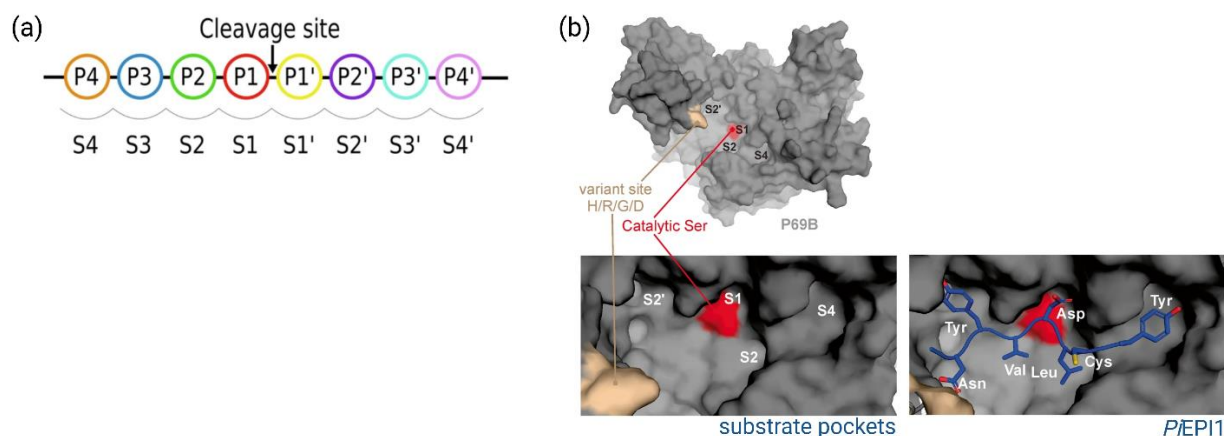 (a)
Cleavage site
P4 P3 P2 P1 P1' P2' P3' P4'
S4 S3 S2 S1 S1' S2' S3' S4'
(b)
S2'
S1
S2
S4
variant site
H/R/G/D
Catalytic Ser
P69B
S2'
S1
S4
S2
substrate pockets
Tyr
Asp
Tyr
Val
Leu
Cys
Asn
PiEPI1